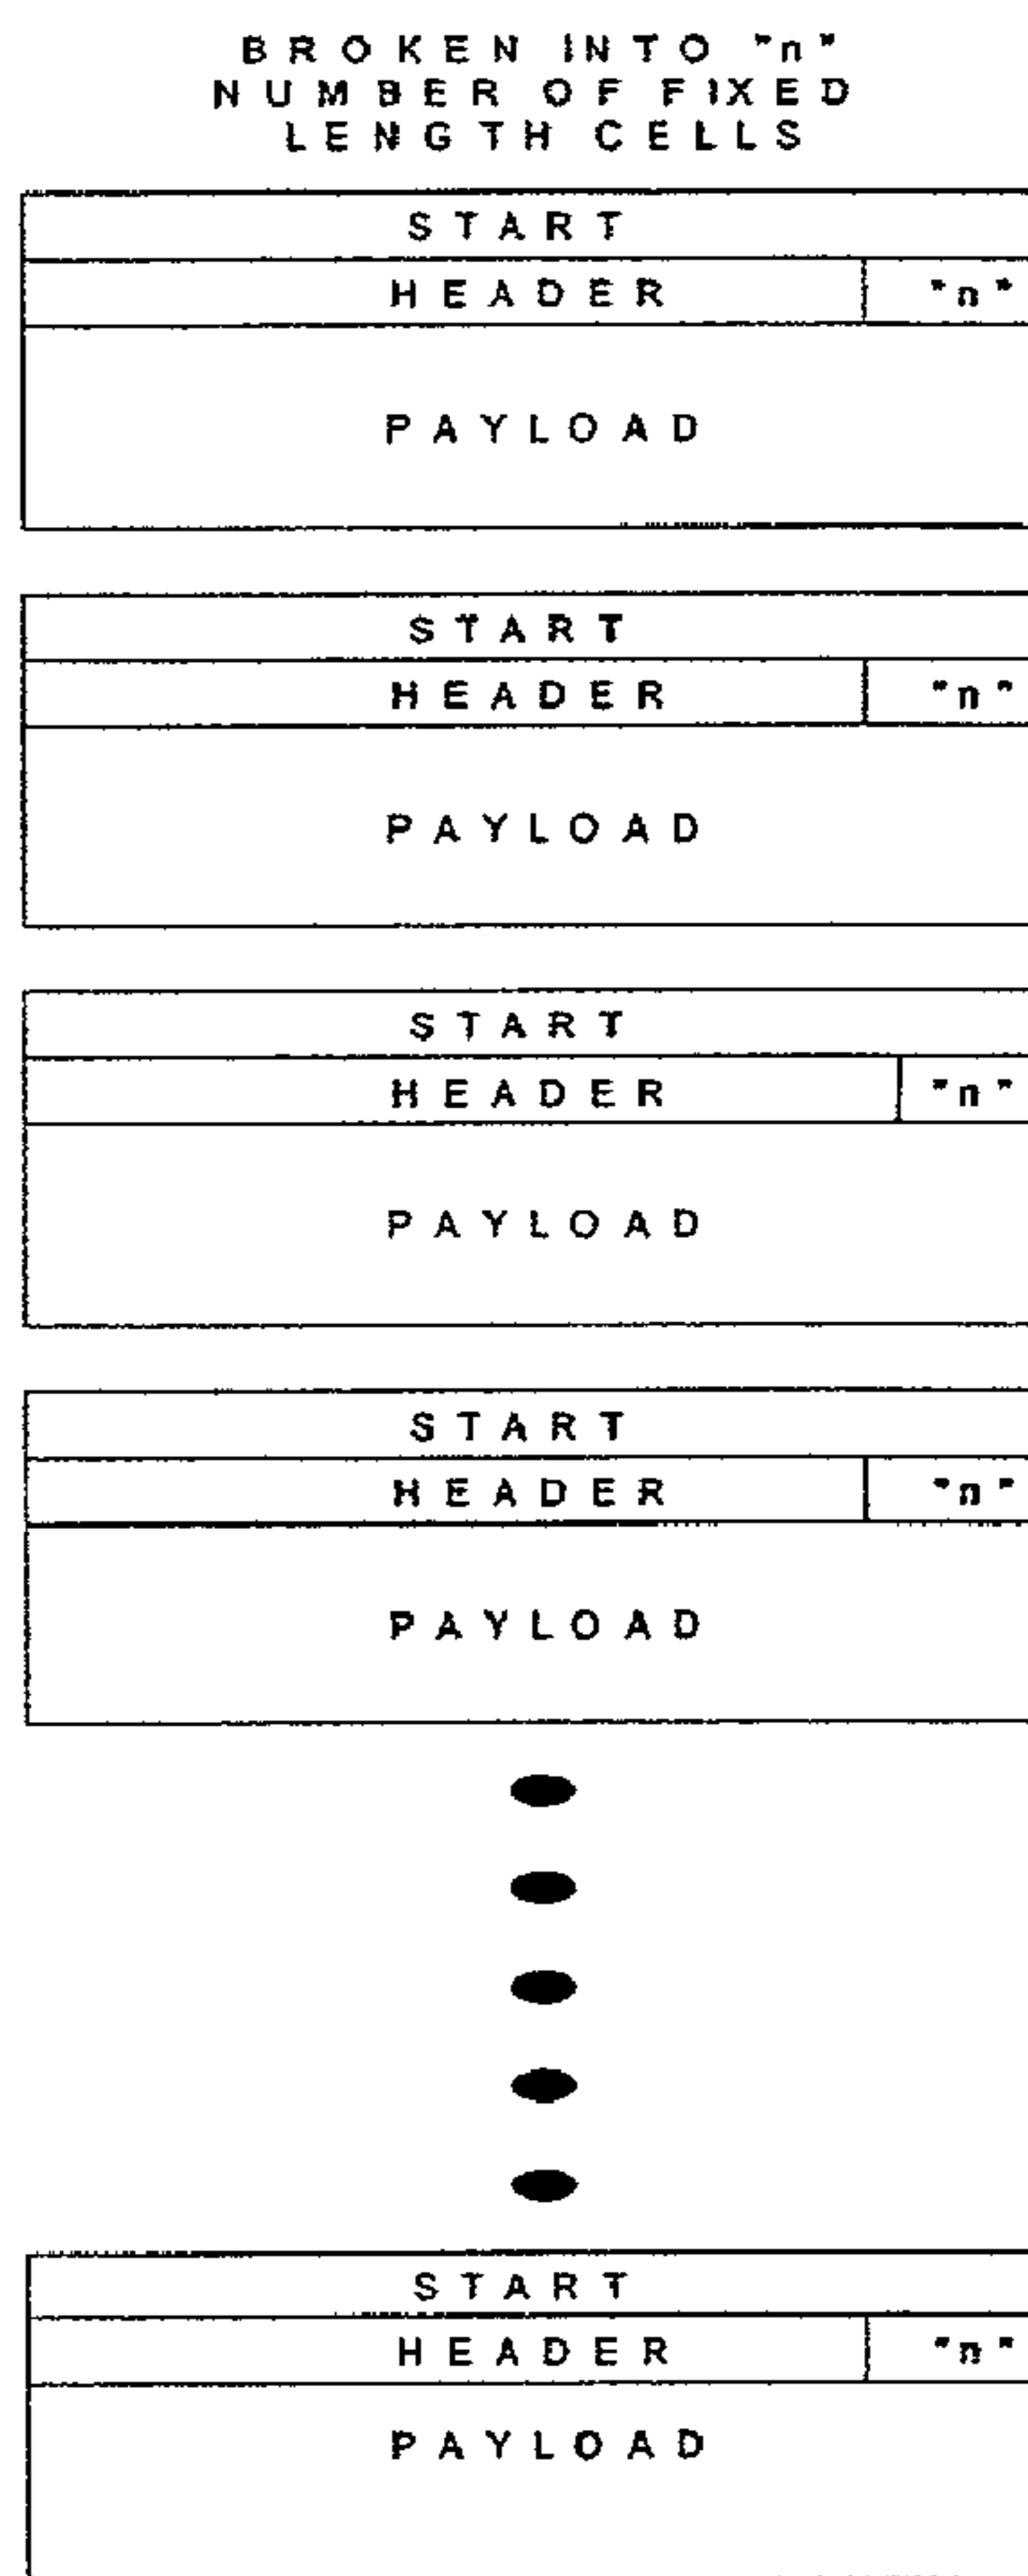 BROKEN INTO "n"
NUMBER OF FIXED
LENGTH CELLS
START
HEADER "n"
PAYLOAD
START
HEADER "n"
PAYLOAD
START
HEADER "n"
PAYLOAD
START
HEADER "n"
PAYLOAD
START
HEADER "n"
PAYLOAD